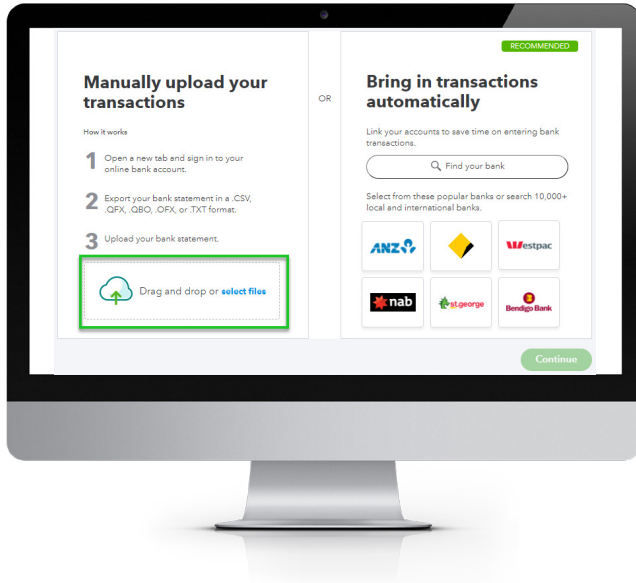 Manually upload your
transactions
How it works
1 Open a new tab and sign in to your
online bank account.
2 Export your bank statement in a .CSV,
.QFX, .QBO, .OFX, or .TXT format.
3 Upload your bank statement.
Drag and drop or select files
OR
RECOMMENDED
Bring in transactions
automatically
Link your accounts to save time on entering bank
transactions.
Find your bank
Select from these popular banks or search 10,000+
local and international banks.
ANZ
Westpac
nab
st.george
Bendigo Bank
Continue